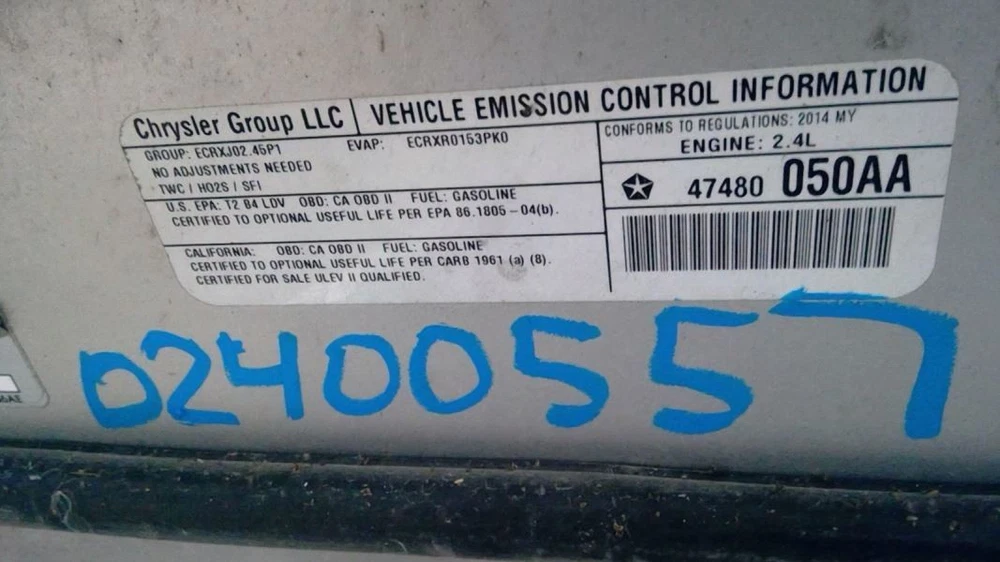 Chrysler Group LLC | VEHICLE EMISSION CONTROL INFORMATION
GROUP: ECRXJ02.45P1 EVAP: ECRXR0153PK0
NO ADJUSTMENTS NEEDED
TWC / HO2S / SFI
CONFORMS TO REGULATIONS: 2014 MY
ENGINE: 2.4L
47480 050AA
U.S. EPA: T2 B4 LDV OBD: CA OBD II FUEL: GASOLINE
CERTIFIED TO OPTIONAL USEFUL LIFE PER EPA 86.1805-04(b).
CALIFORNIA: OBD: CA OBD II FUEL: GASOLINE
CERTIFIED TO OPTIONAL USEFUL LIFE PER CARB 1961 (a) (8).
CERTIFIED FOR SALE ULEV II QUALIFIED.
02400557